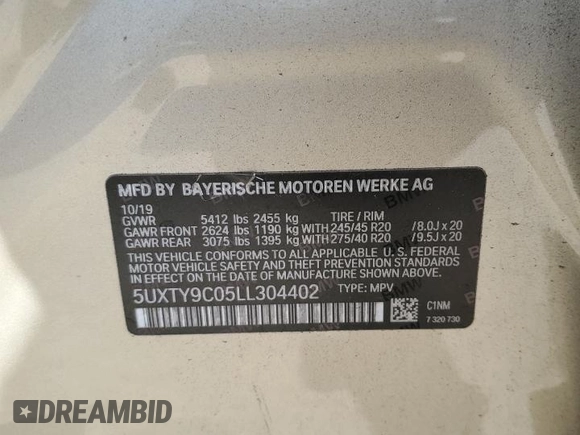 MFD BY BAYERISCHE MOTOREN WERKE AG
10/19
GVWR 5412 lbs 2455 kg TIRE / RIM
GAWR FRONT 2624 lbs 1190 kg WITH 245/45 R20 /8.0J x 20
GAWR REAR 3075 lbs 1395 kg WITH 275/40 R20 /9.5J x 20
THIS VEHICLE CONFORMS TO ALL APPLICABLE U. S. FEDERAL
MOTOR VEHICLE SAFETY AND THEFT PREVENTION STANDARDS IN
EFFECT ON THE DATE OF MANUFACTURE SHOWN ABOVE.
5UXTY9C05LL304402 TYPE: MPV
C1NM
7 320 730
DREAMBID